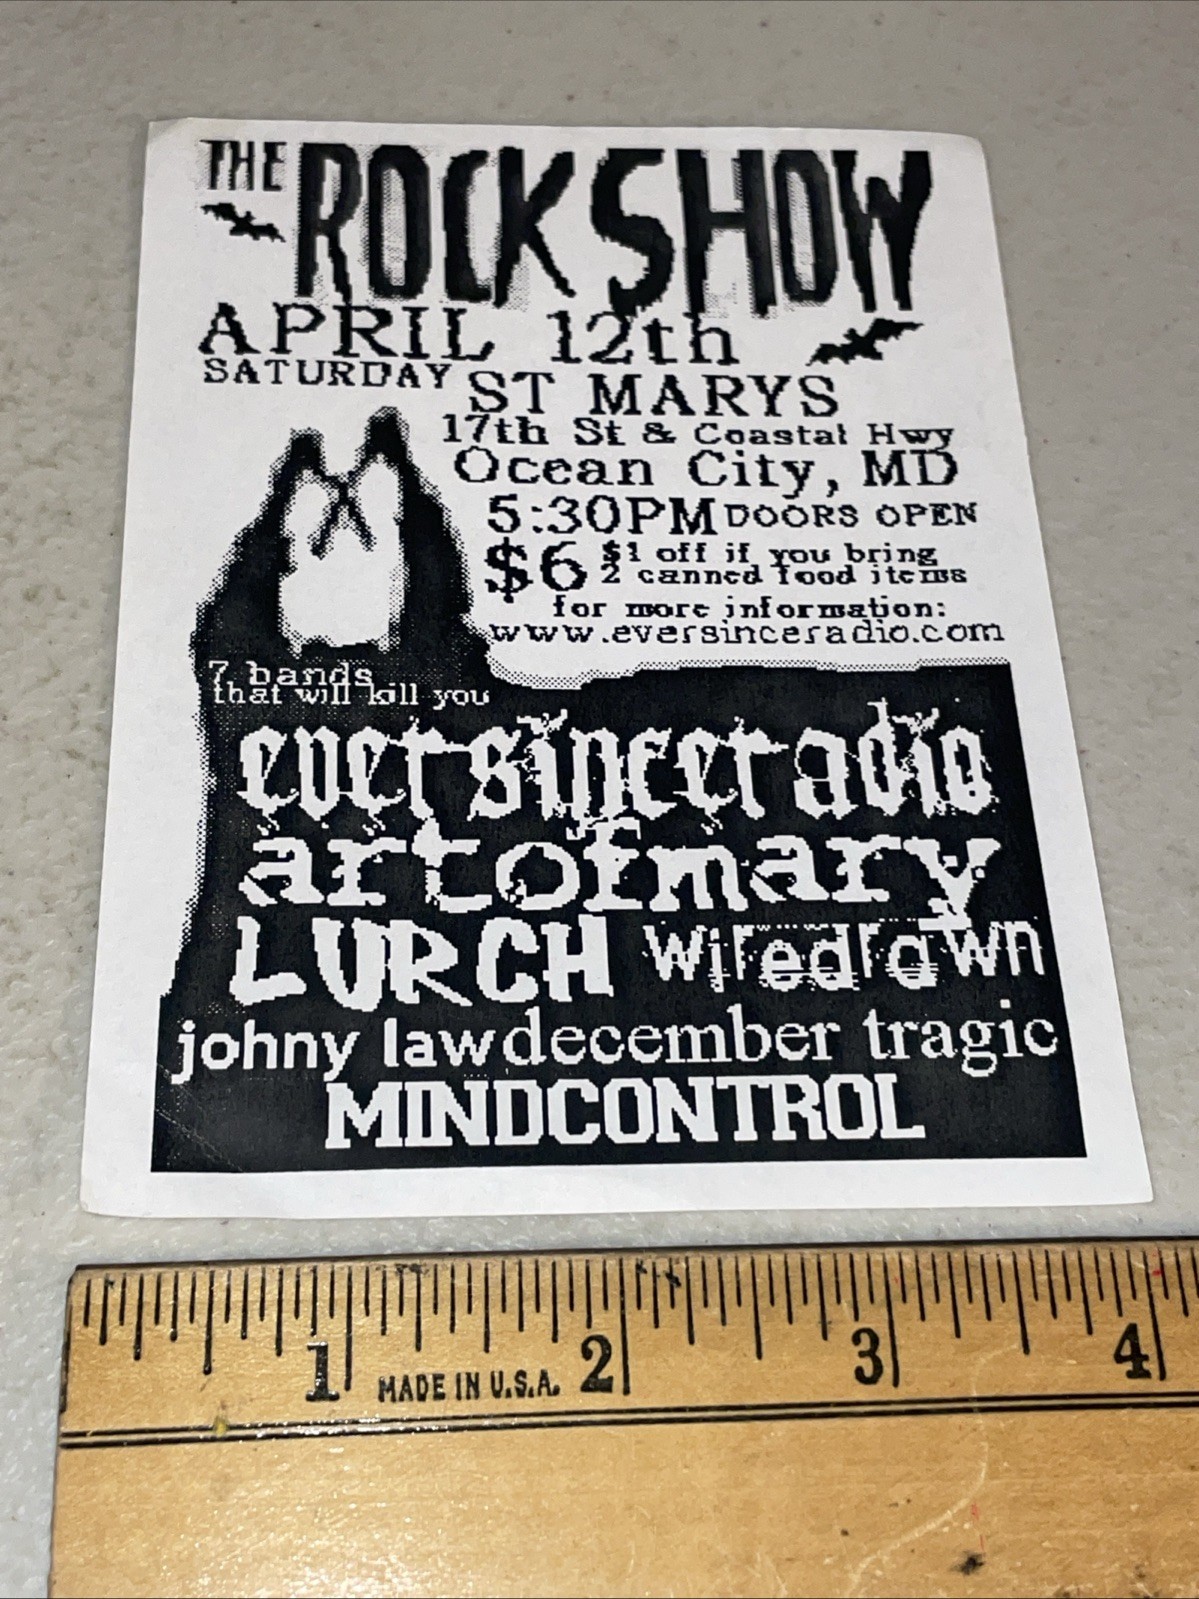 THE ROCK SHOW
APRIL 12th
SATURDAY ST MARYS
17th St & Coastal Hwy
Ocean City, MD
5:30PM DOORS OPEN
$6 $1 off if you bring
2 canned food items
for more information:
www.eversinceradio.com
7 bands
that will kill you
eversinceradio
artofmary
LURCH wiredrawn
johny law december tragic
MINDCONTROL
1 2 3 4
MADE IN U.S.A.